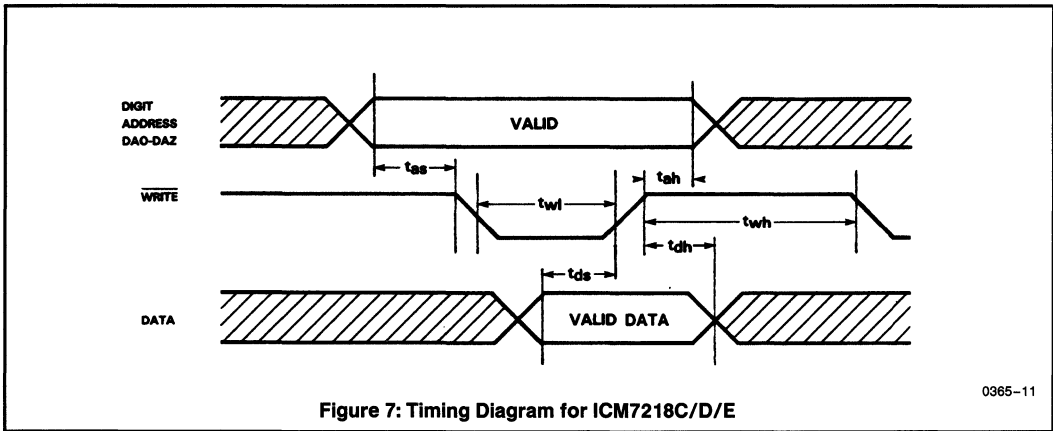 DIGIT
ADDRESS
DAO-DAZ
VALID
tas
tah
WRITE
twl
twh
tdh
tds
DATA
VALID DATA
0365-11
Figure 7: Timing Diagram for ICM7218C/D/E